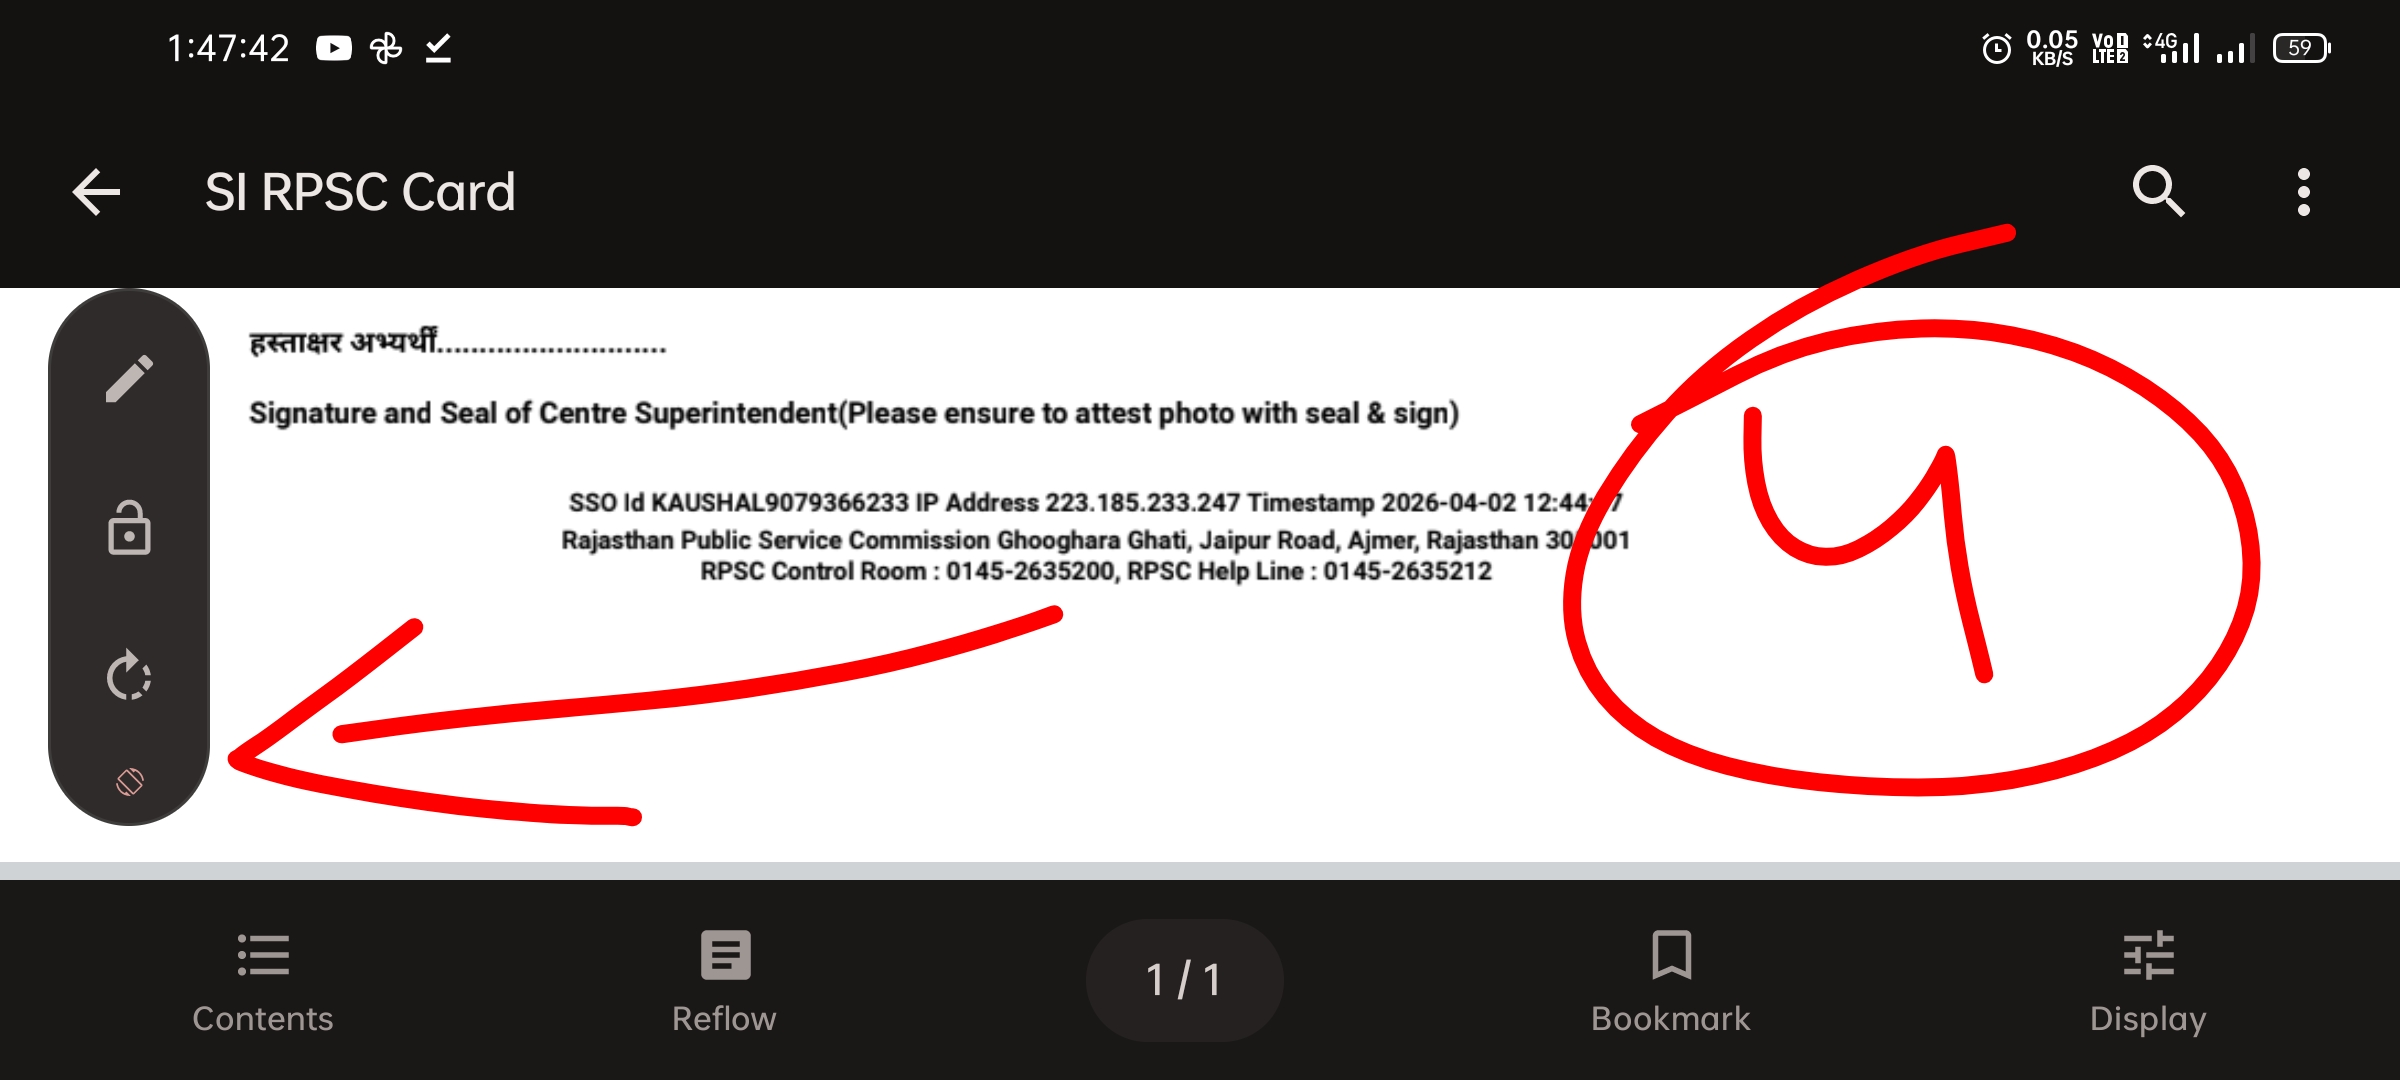 1:47:42 0.05 KB/S VoD LTE2 4G 59
SI RPSC Card
हस्ताक्षर अभ्यर्थी...........................
Signature and Seal of Centre Superintendent(Please ensure to attest photo with seal & sign)
SSO Id KAUSHAL9079366233 IP Address 223.185.233.247 Timestamp 2026-04-02
Rajasthan Public Service Commission Ghooghara Ghati, Jaipur Road, Ajmer, Rajasthan
RPSC Control Room : 0145-2635200, RPSC Help Line : 0145-2635212
Contents Reflow 1 / 1 Bookmark Display